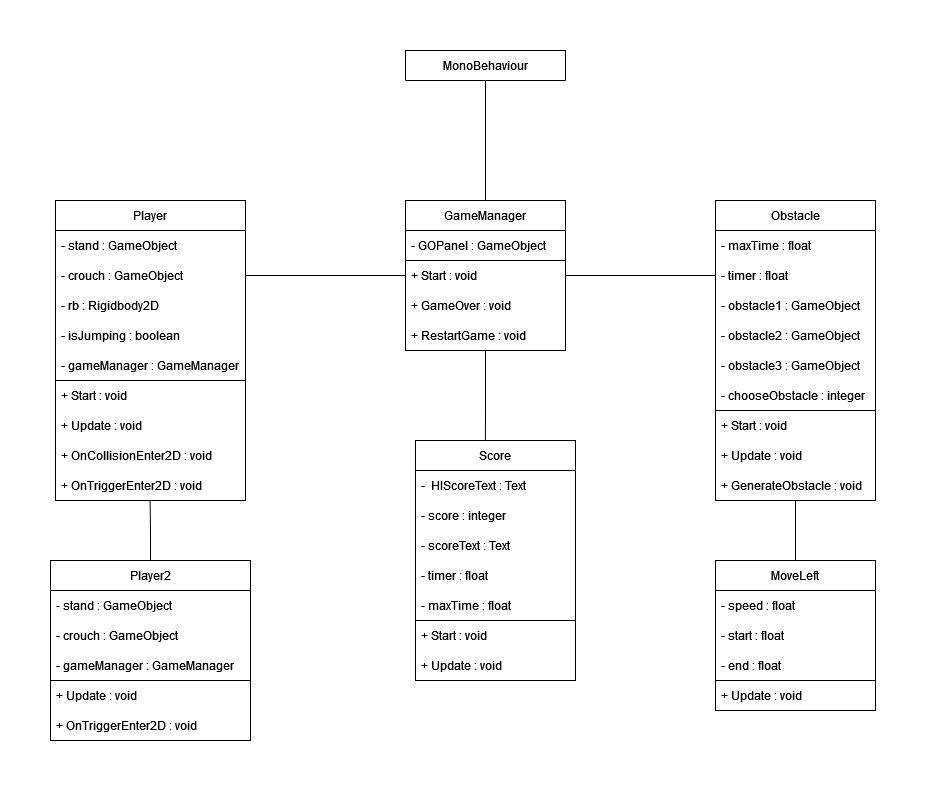 MonoBehaviour
Player
- stand : GameObject
- crouch : GameObject
- rb : Rigidbody2D
- isJumping : boolean
- gameManager : GameManager
+ Start : void
+ Update : void
+ OnCollisionEnter2D : void
+ OnTriggerEnter2D : void
GameManager
- GOPanel : GameObject
+ Start : void
+ GameOver : void
+ RestartGame : void
Obstacle
- maxTime : float
- timer : float
- obstacle1 : GameObject
- obstacle2 : GameObject
- obstacle3 : GameObject
- chooseObstacle : integer
+ Start : void
+ Update : void
+ GenerateObstacle : void
Player2
- stand : GameObject
- crouch : GameObject
- gameManager : GameManager
+ Update : void
+ OnTriggerEnter2D : void
Score
- HIScoreText : Text
- score : integer
- scoreText : Text
- timer : float
- maxTime : float
+ Start : void
+ Update : void
MoveLeft
- speed : float
- start : float
- end : float
+ Update : void